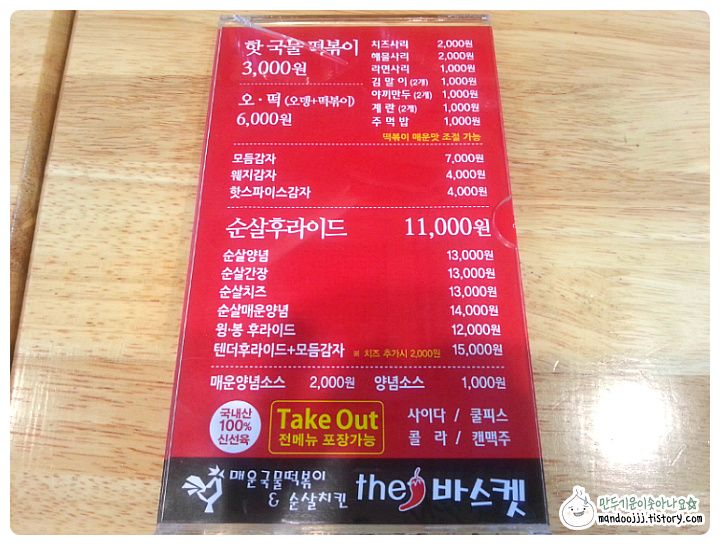 핫 국물 떡볶이
3,000원
오·떡 (오뎅+떡볶이)
6,000원
치즈사리 2,000원
해물사리 2,000원
라면사리 1,000원
김말이 (2개) 1,000원
야끼만두 (2개) 1,000원
계란 (2개) 1,000원
주먹밥 1,000원
떡볶이 매운맛 조절 가능
모듬감자 7,000원
웨지감자 4,000원
핫스파이스감자 4,000원
순살후라이드 11,000원
순살양념 13,000원
순살간장 13,000원
순살치즈 13,000원
순살매운양념 14,000원
윙·봉 후라이드 12,000원
텐더후라이드+모듬감자 ※ 치즈 추가시 2,000원 15,000원
매운양념소스 2,000원 양념소스 1,000원
국내산
100%
신선육
Take Out
전메뉴 포장가능
사이다 / 쿨피스
콜 라 / 캔맥주
매운국물떡볶이
& 순살치킨
the 바스켓
만두기운이솟아나요☆
mandoojjj.tistory.com